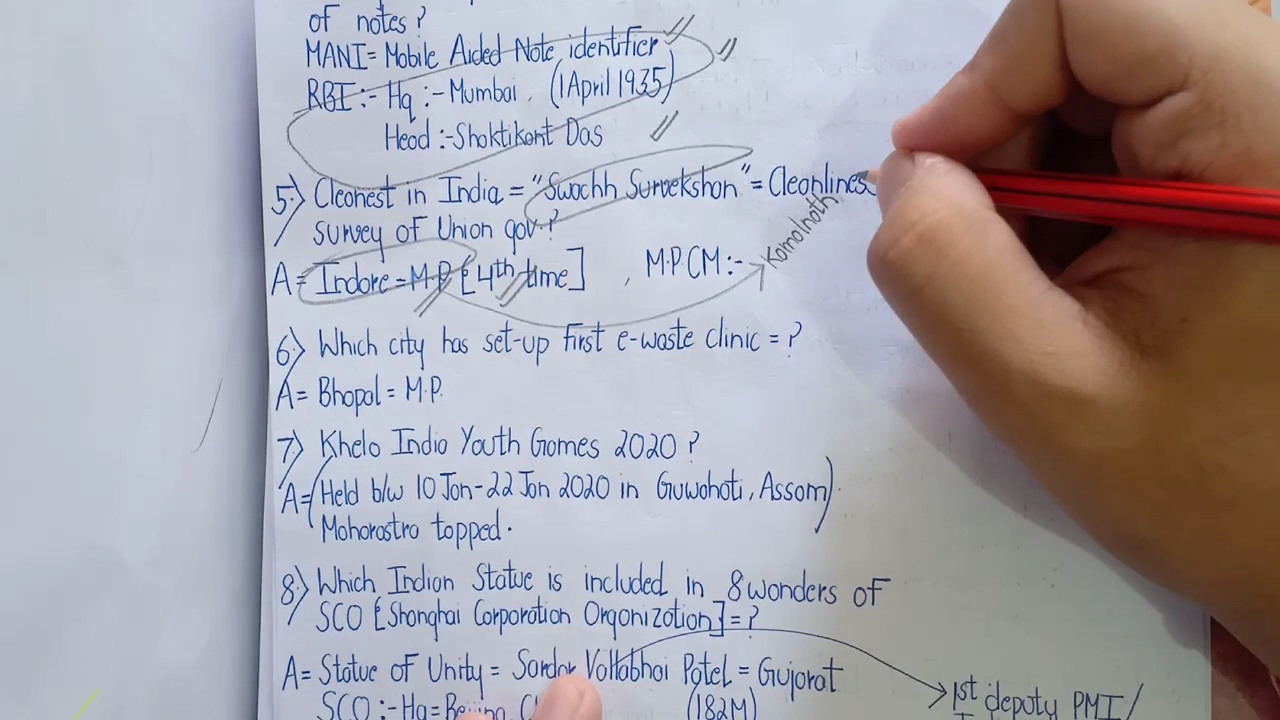 of notes?
MANI= Mobile Aided Note identifier
RBI:- Hq :- Mumbai. (1 April 1935)
Head :- Shaktikant Das
5) Cleanest in India = "Swachh Survekshan" = Cleanlines
survey of Union gov.?
A= Indore = M.P. [4th time] , M.P. CM :- Kamalnath
6) Which city has set-up first e-waste clinic = ?
A= Bhopal = M.P.
7) Khelo India Youth Games 2020 ?
A= (Held b/w 10 Jan-22 Jan 2020 in Guwahati, Assam).
Maharastra topped.
8) Which Indian Statue is included in 8 wonders of
SCO [Shanghai Corporation Organization] = ?
A= Statue of Unity = Sardar Vallabhai Patel = Gujarat
SCO :- Hq = (182M)
1st deputy PMI/